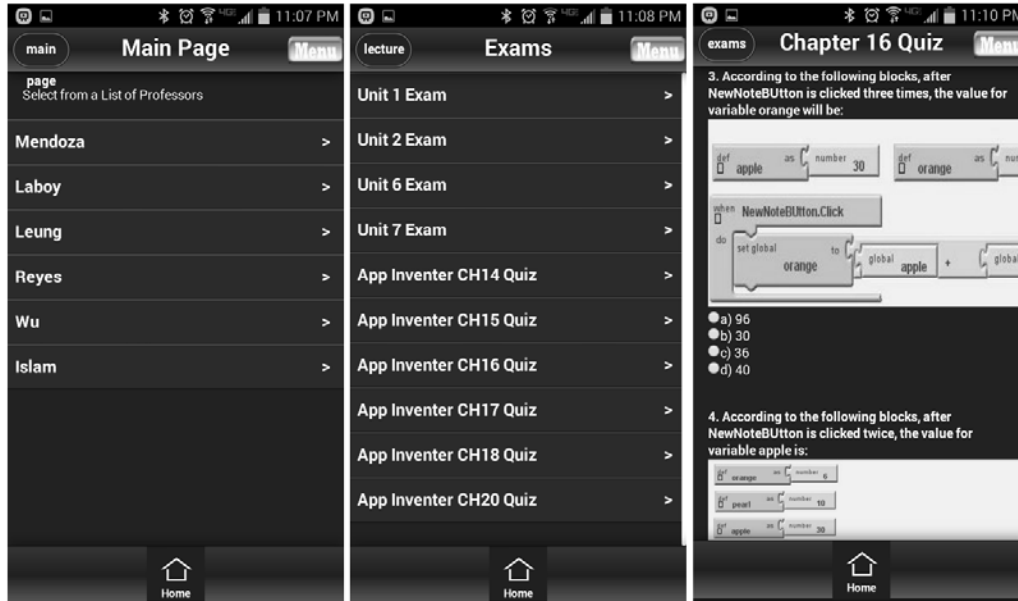 4G 11:07 PM
main
Main Page
Menu
page
Select from a List of Professors
Mendoza >
Laboy >
Leung >
Reyes >
Wu >
Islam >
Home
4G 11:08 PM
lecture
Exams
Menu
Unit 1 Exam >
Unit 2 Exam >
Unit 6 Exam >
Unit 7 Exam >
App Inventer CH14 Quiz >
App Inventer CH15 Quiz >
App Inventer CH16 Quiz >
App Inventer CH17 Quiz >
App Inventer CH18 Quiz >
App Inventer CH20 Quiz >
Home
11:10 PM
exams
Chapter 16 Quiz
Menu
3. According to the following blocks, after
NewNoteBUtton is clicked three times, the value for
variable orange will be:
def apple as number 30
def orange as
when NewNoteBUtton.Click
do
set global orange to global apple + global
a) 96
b) 30
c) 36
d) 40
4. According to the following blocks, after
NewNoteBUtton is clicked twice, the value for
variable apple is:
def orange as number 6
def pearl as number 10
def apple as number 30
Home